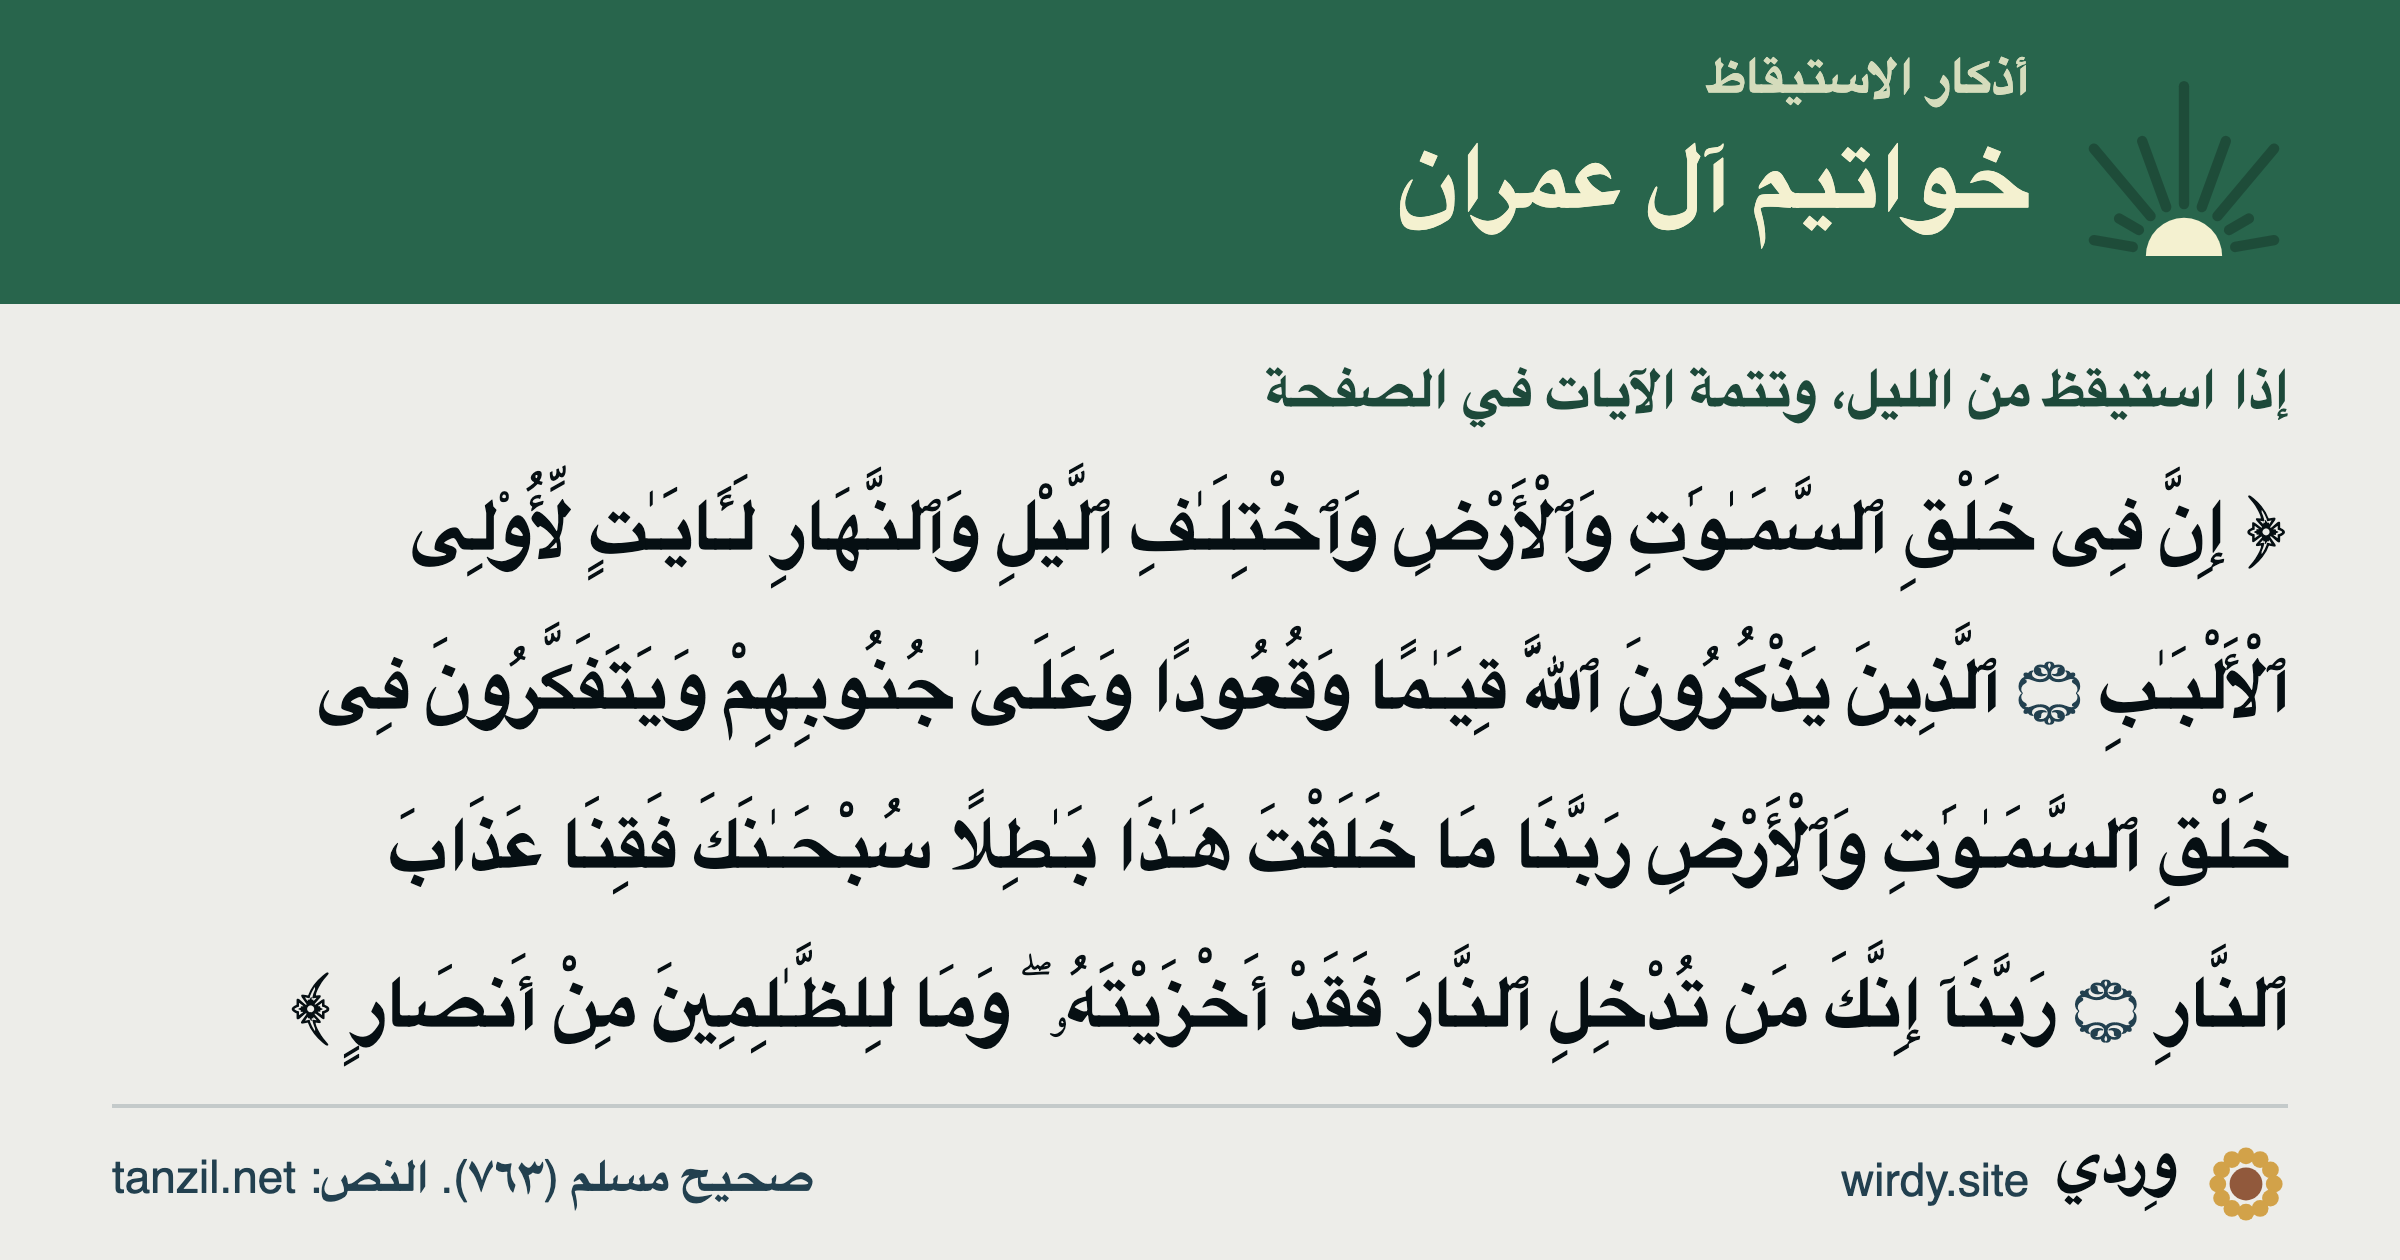 أذكار الاستيقاظ
خواتيم آل عمران
إذا استيقظ من الليل، وتتمة الآيات في الصفحة
﴿ إِنَّ فِى خَلْقِ ٱلسَّمَـٰوَٰتِ وَٱلْأَرْضِ وَٱخْتِلَـٰفِ ٱلَّيْلِ وَٱلنَّهَارِ لَـَٔايَـٰتٍ لِّأُو۟لِى
ٱلْأَلْبَـٰبِ ۝ ٱلَّذِينَ يَذْكُرُونَ ٱللَّهَ قِيَـٰمًا وَقُعُودًا وَعَلَىٰ جُنُوبِهِمْ وَيَتَفَكَّرُونَ فِى
خَلْقِ ٱلسَّمَـٰوَٰتِ وَٱلْأَرْضِ رَبَّنَا مَا خَلَقْتَ هَـٰذَا بَـٰطِلًا سُبْحَـٰنَكَ فَقِنَا عَذَابَ
ٱلنَّارِ ۝ رَبَّنَآ إِنَّكَ مَن تُدْخِلِ ٱلنَّارَ فَقَدْ أَخْزَيْتَهُۥ ۖ وَمَا لِلظَّـٰلِمِينَ مِنْ أَنصَارٍ ﴾
وِردي wirdy.site
صحيح مسلم (٧٦٣). النص: tanzil.net